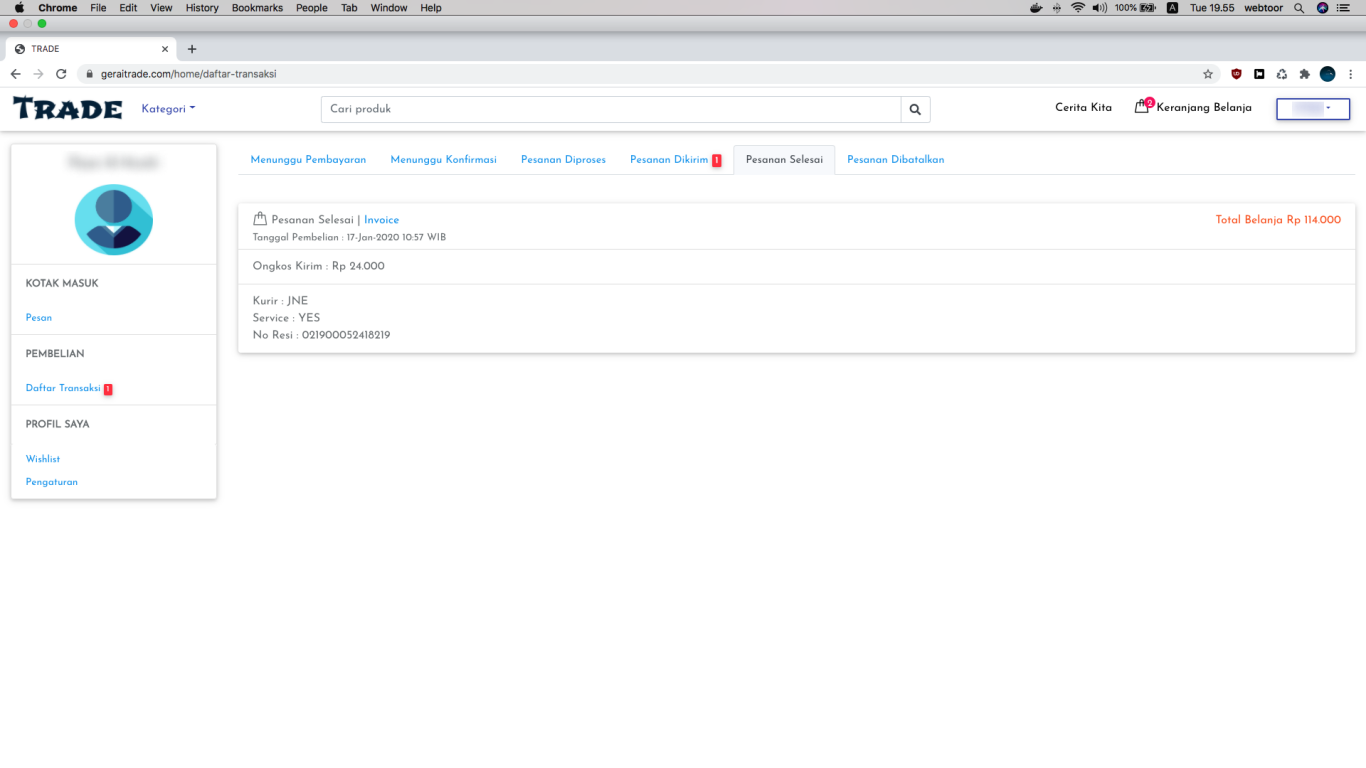 Chrome File Edit View History Bookmarks People Tab Window Help 100% Tue 19.55 webtoor
TRADE
geraitrade.com/home/daftar-transaksi
TRADE Kategori Cari produk Cerita Kita 2 Keranjang Belanja
Menunggu Pembayaran Menunggu Konfirmasi Pesanan Diproses Pesanan Dikirim 1 Pesanan Selesai Pesanan Dibatalkan
Pesanan Selesai | Invoice Total Belanja Rp 114.000
Tanggal Pembelian : 17-Jan-2020 10:57 WIB
Ongkos Kirim : Rp 24.000
Kurir : JNE
Service : YES
No Resi : 021900052418219
KOTAK MASUK
Pesan
PEMBELIAN
Daftar Transaksi 1
PROFIL SAYA
Wishlist
Pengaturan